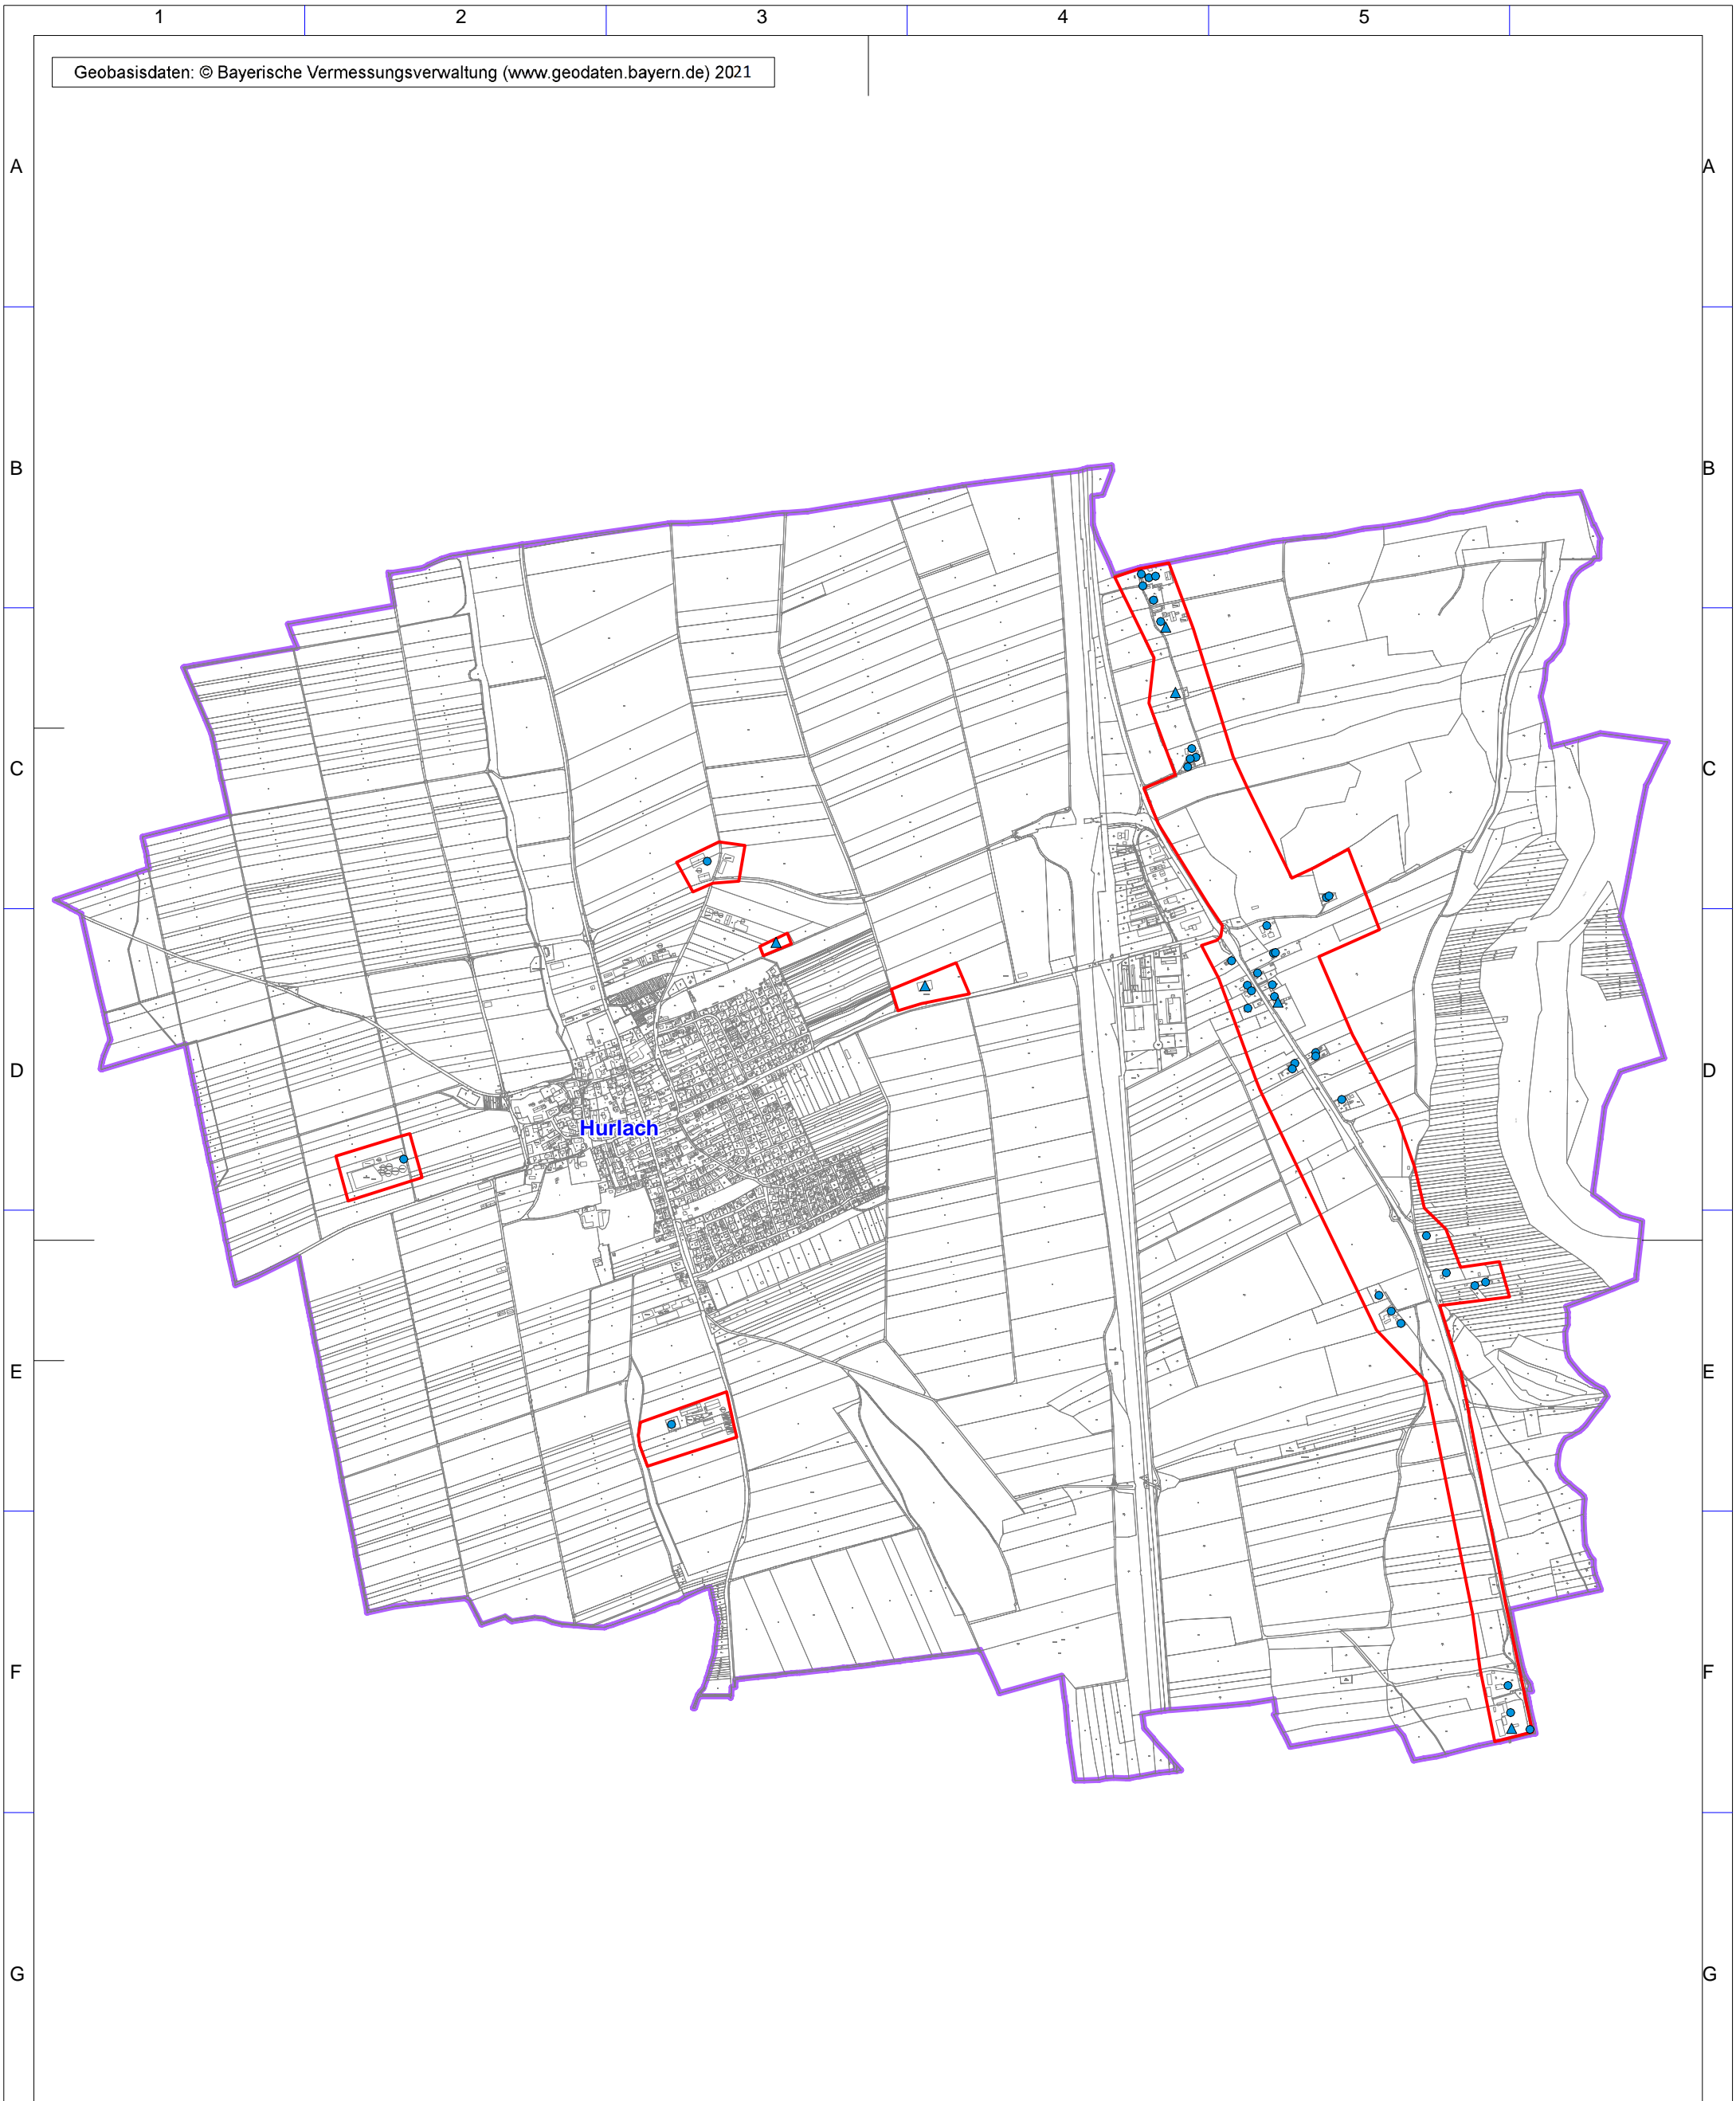 1 2 3 4 5
Geobasisdaten: © Bayerische Vermessungsverwaltung (www.geodaten.bayern.de) 2021
A A
B B
C C
D D
Hurlach
E E
F F
G G